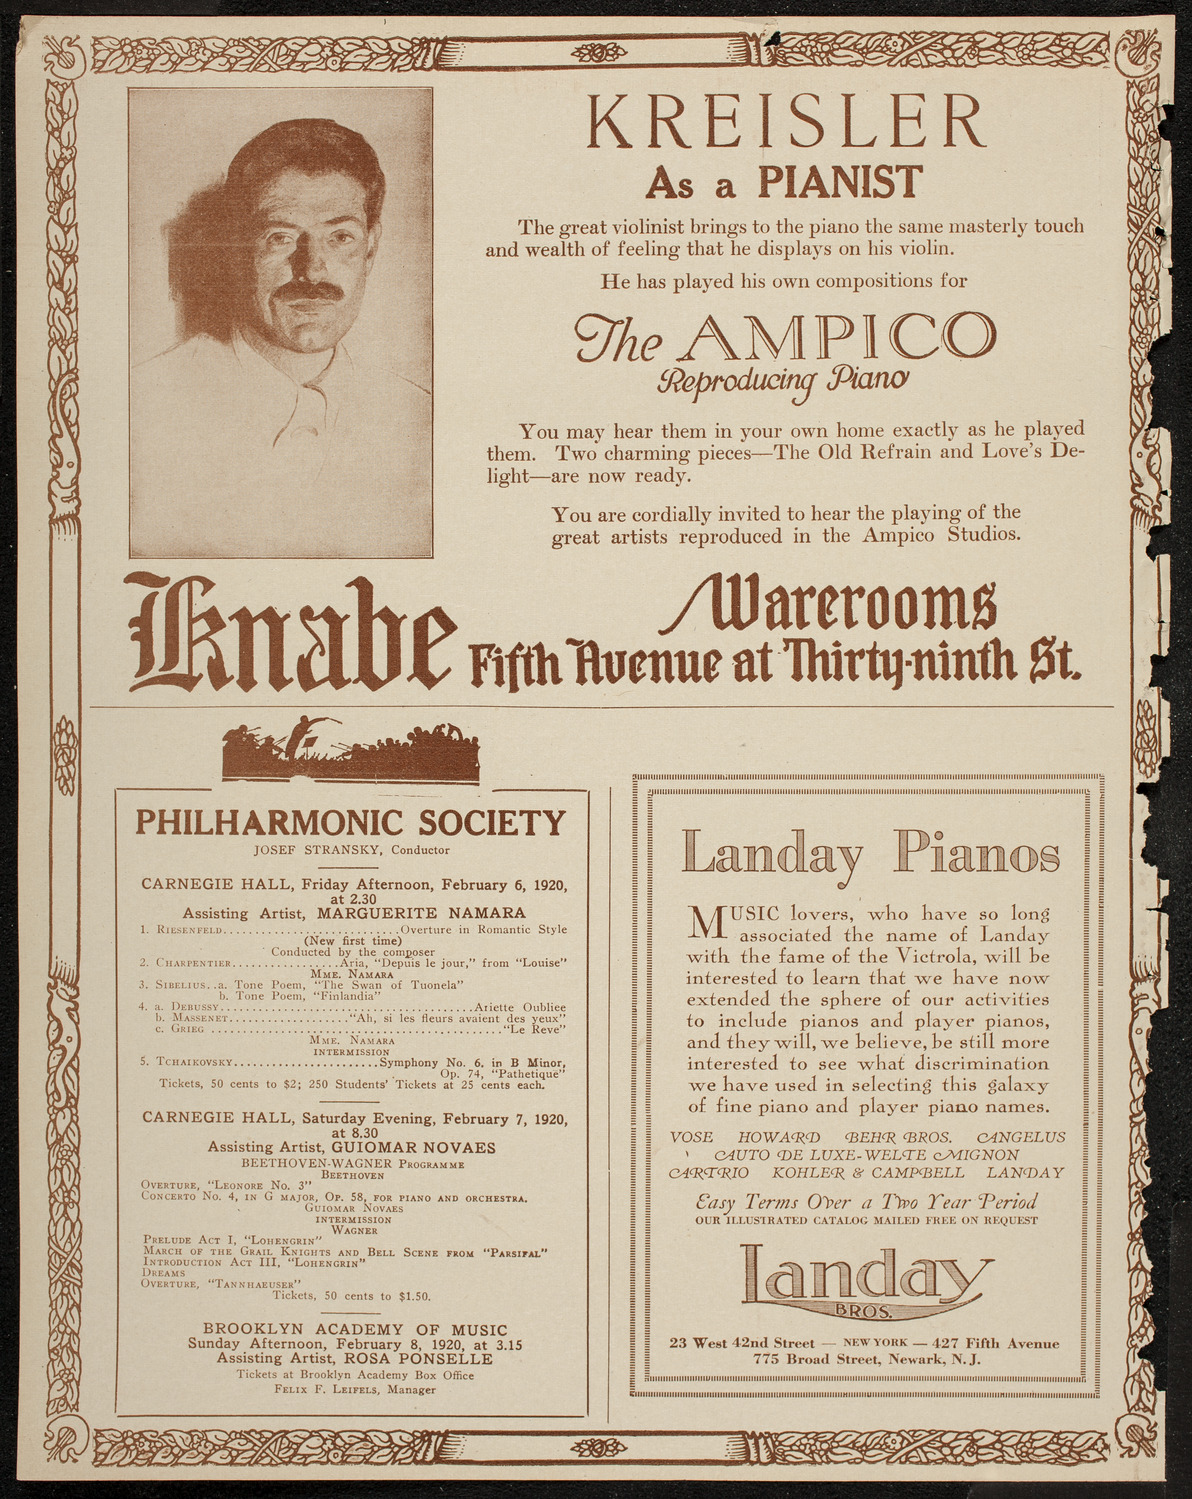 KREISLER
As a PIANIST
The great violinist brings to the piano the same masterly touch
and wealth of feeling that he displays on his violin.
He has played his own compositions for
The AMPICO
Reproducing Piano
You may hear them in your own home exactly as he played
them. Two charming pieces—The Old Refrain and Love's De-
light—are now ready.
You are cordially invited to hear the playing of the
great artists reproduced in the Ampico Studios.
Knabe Warerooms
Fifth Avenue at Thirty-ninth St.
PHILHARMONIC SOCIETY
JOSEF STRANSKY, Conductor
CARNEGIE HALL, Friday Afternoon, February 6, 1920,
at 2.30
Assisting Artist, MARGUERITE NAMARA
1. RIESENFELD..........................Overture in Romantic Style
(New first time)
Conducted by the composer
2. CHARPENTIER................Aria, "Depuis le jour," from "Louise"
MME. NAMARA
3. SIBELIUS..a. Tone Poem, "The Swan of Tuonela"
b. Tone Poem, "Finlandia"
4. a. DEBUSSY.....................................Ariette Oubliee
b. MASSENET.................."Ah, si les fleurs avaient des yeux"
c. GRIEG ..........................................."Le Reve"
MME. NAMARA
INTERMISSION
5. TCHAIKOVSKY......................Symphony No. 6, in B Minor,
Op. 74, "Pathetique"
Tickets, 50 cents to $2; 250 Students' Tickets at 25 cents each.
CARNEGIE HALL, Saturday Evening, February 7, 1920,
at 8.30
Assisting Artist, GUIOMAR NOVAES
BEETHOVEN-WAGNER PROGRAMME
BEETHOVEN
OVERTURE, "LEONORE NO. 3"
CONCERTO NO. 4, IN G MAJOR, OP. 58, FOR PIANO AND ORCHESTRA.
GUIOMAR NOVAES
INTERMISSION
WAGNER
PRELUDE ACT I, "LOHENGRIN"
MARCH OF THE GRAIL KNIGHTS AND BELL SCENE FROM "PARSIFAL"
INTRODUCTION ACT III, "LOHENGRIN"
DREAMS
OVERTURE, "TANNHAEUSER"
Tickets, 50 cents to $1.50.
BROOKLYN ACADEMY OF MUSIC
Sunday Afternoon, February 8, 1920, at 3.15
Assisting Artist, ROSA PONSELLE
Tickets at Brooklyn Academy Box Office
FELIX F. LEIFELS, Manager
Landay Pianos
MUSIC lovers, who have so long
associated the name of Landay
with the fame of the Victrola, will be
interested to learn that we have now
extended the sphere of our activities
to include pianos and player pianos,
and they will, we believe, be still more
interested to see what discrimination
we have used in selecting this galaxy
of fine piano and player piano names.
VOSE HOWARD BEHR BROS. ANGELUS
AUTO DE LUXE-WELTE MIGNON
ARTRIO KOHLER & CAMPBELL LANDAY
Easy Terms Over a Two Year Period
OUR ILLUSTRATED CATALOG MAILED FREE ON REQUEST
Landay
BROS.
23 West 42nd Street — NEW YORK — 427 Fifth Avenue
775 Broad Street, Newark, N. J.